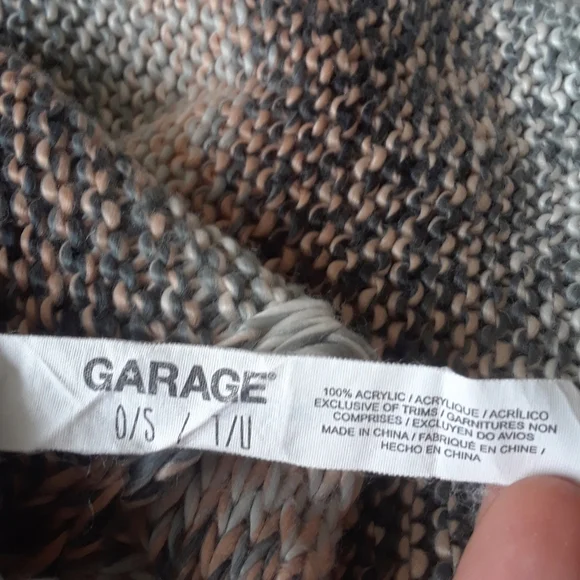 GARAGE®
O/S / T/U
100% ACRYLIC / ACRYLIQUE / ACRÍLICO
EXCLUSIVE OF TRIMS / GARNITURES NON
COMPRISES / EXCLUYEN DO AVIOS
MADE IN CHINA / FABRIQUÉ EN CHINE /
HECHO EN CHINA